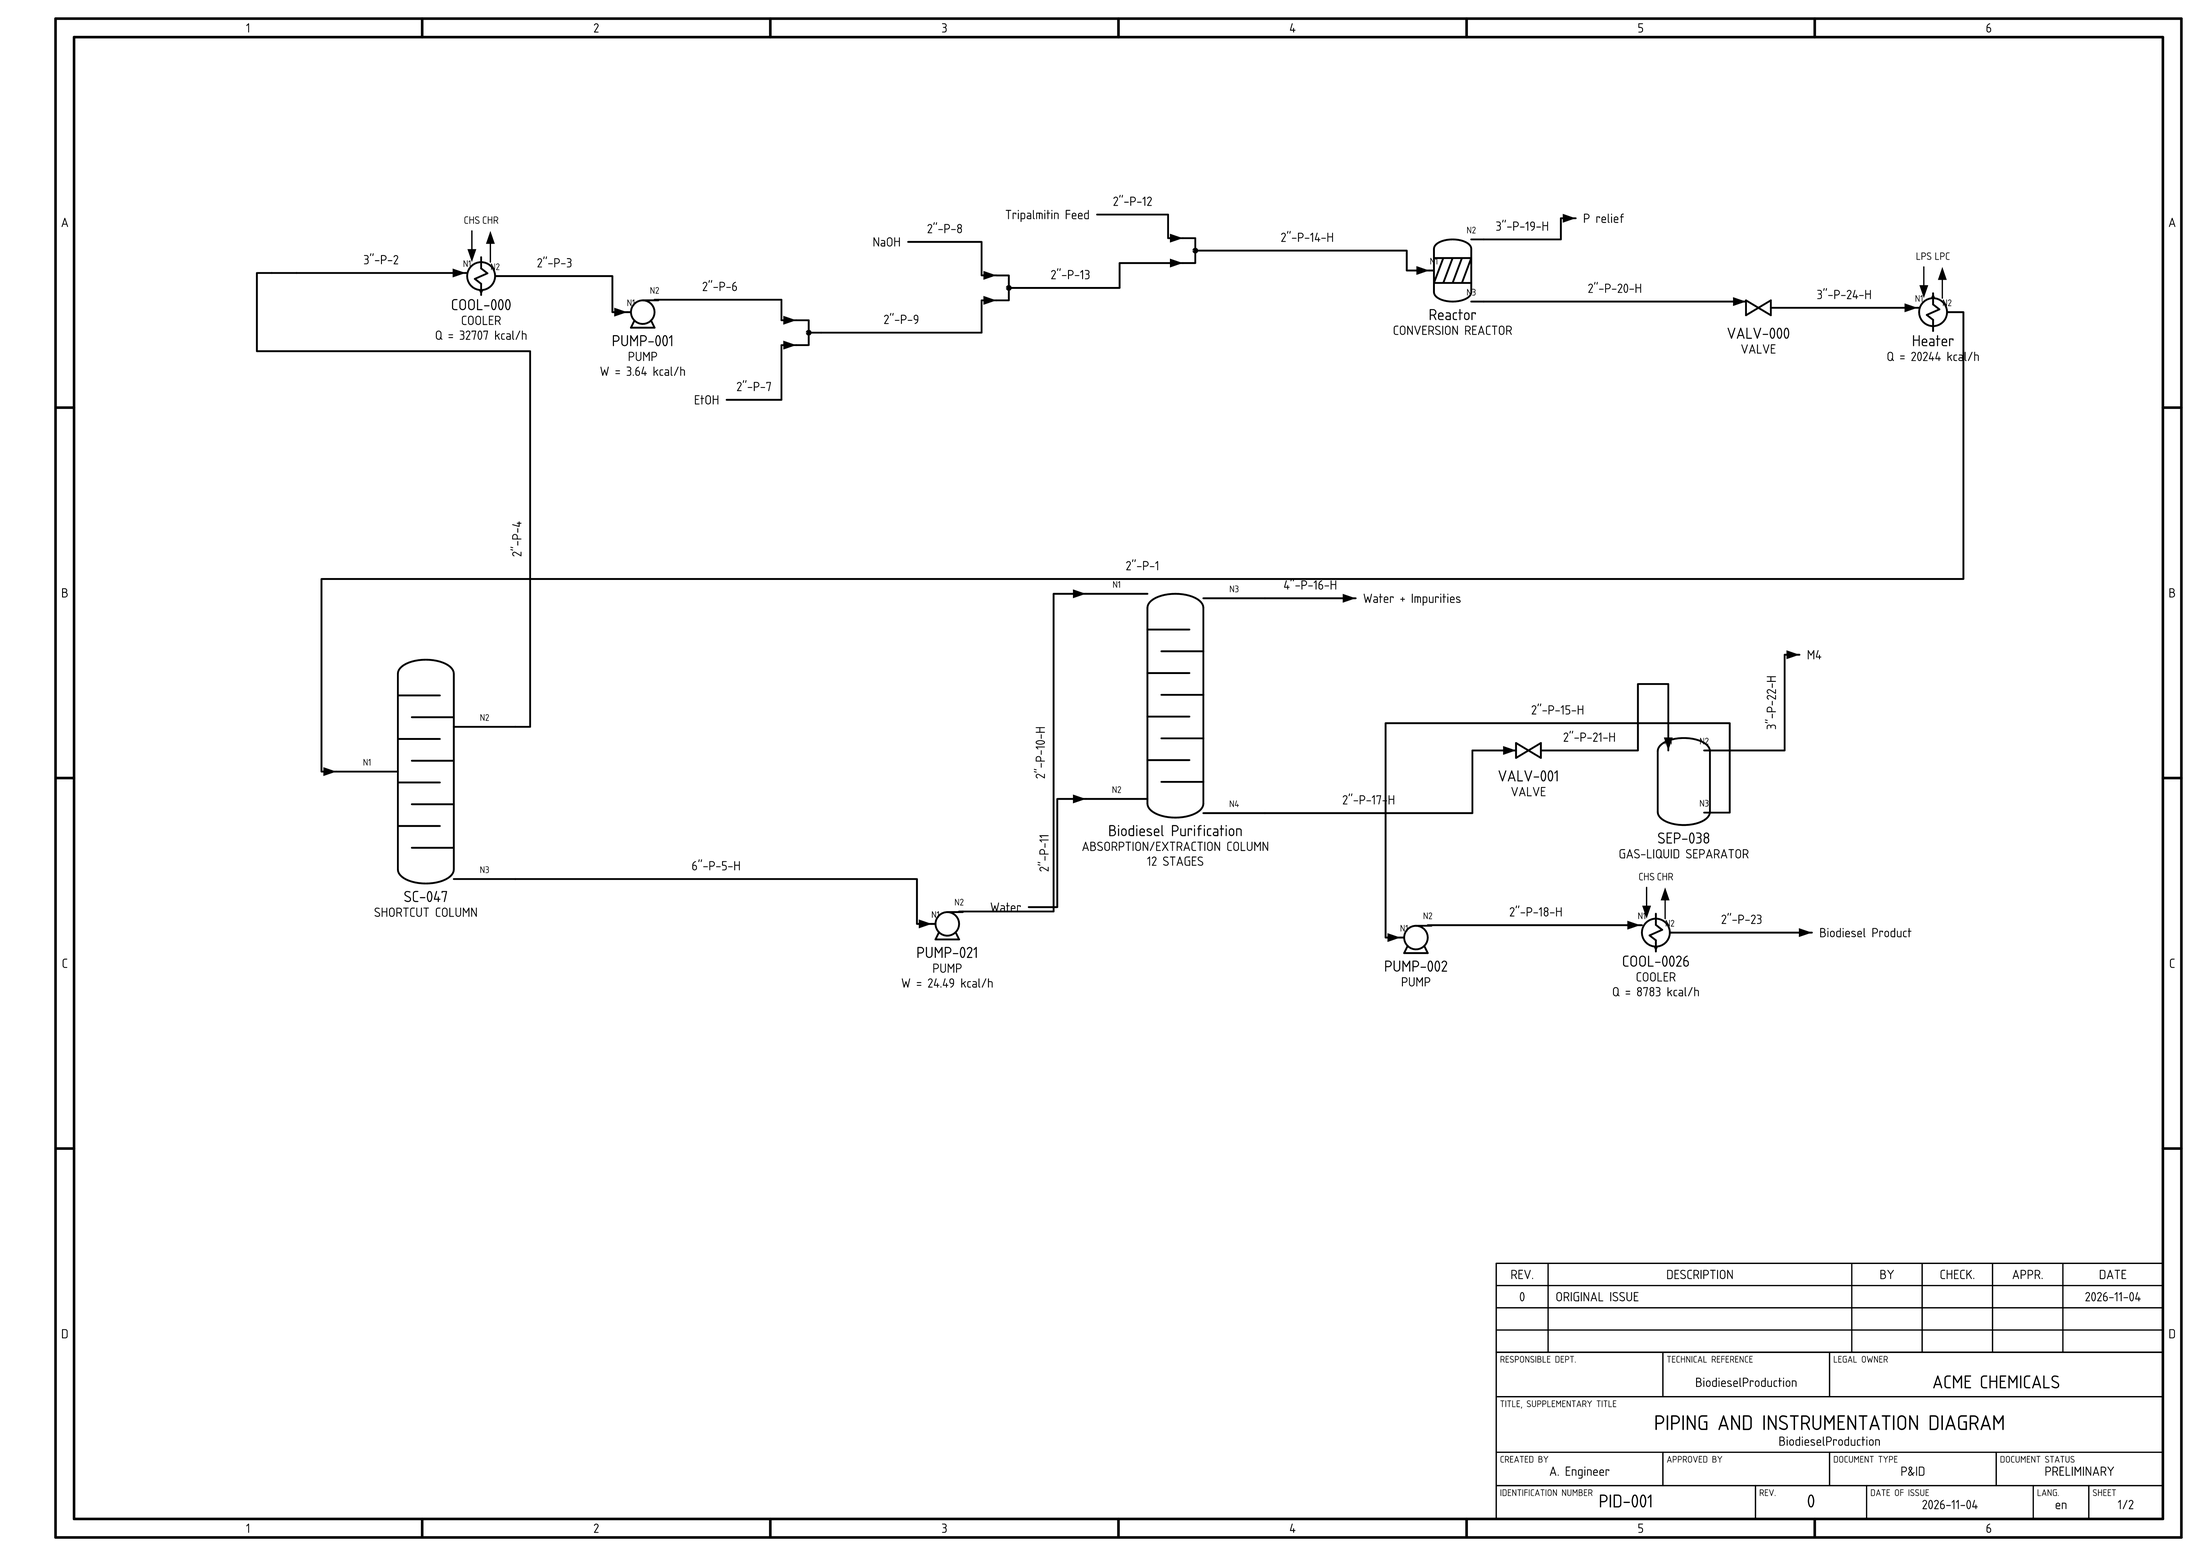 1 2 3 4 5 6
A A
B B
C C
D D
1 2 3 4 5 6
CHS CHR
3"-P-2
N1
N2
COOL-000
COOLER
Q = 32707 kcal/h
2"-P-3
N1
N2
PUMP-001
PUMP
W = 3.64 kcal/h
2"-P-6
EtOH
2"-P-7
2"-P-9
NaOH
2"-P-8
2"-P-13
Tripalmitin Feed
2"-P-12
2"-P-14-H
N1
N2
N3
Reactor
CONVERSION REACTOR
3"-P-19-H
P relief
2"-P-20-H
VALV-000
VALVE
3"-P-24-H
LPS LPC
N1
N2
Heater
Q = 20244 kcal/h
2"-P-4
2"-P-1
N1
N2
N3
SC-047
SHORTCUT COLUMN
6"-P-5-H
N1
N2
PUMP-021
PUMP
W = 24.49 kcal/h
Water
2"-P-10-H
2"-P-11
N1
N2
N3
N4
Biodiesel Purification
ABSORPTION/EXTRACTION COLUMN
12 STAGES
4"-P-16-H
Water + Impurities
2"-P-17-H
2"-P-15-H
VALV-001
VALVE
2"-P-21-H
N2
N3
SEP-038
GAS-LIQUID SEPARATOR
3"-P-22-H
M4
N1
N2
PUMP-002
PUMP
2"-P-18-H
CHS CHR
N1
N2
COOL-0026
COOLER
Q = 8783 kcal/h
2"-P-23
Biodiesel Product
REV. DESCRIPTION BY CHECK. APPR. DATE
0 ORIGINAL ISSUE 2026-11-04
RESPONSIBLE DEPT. TECHNICAL REFERENCE LEGAL OWNER
BiodieselProduction ACME CHEMICALS
TITLE, SUPPLEMENTARY TITLE
PIPING AND INSTRUMENTATION DIAGRAM
BiodieselProduction
CREATED BY APPROVED BY DOCUMENT TYPE DOCUMENT STATUS
A. Engineer P&ID PRELIMINARY
IDENTIFICATION NUMBER REV. DATE OF ISSUE LANG. SHEET
PID-001 0 2026-11-04 en 1/2